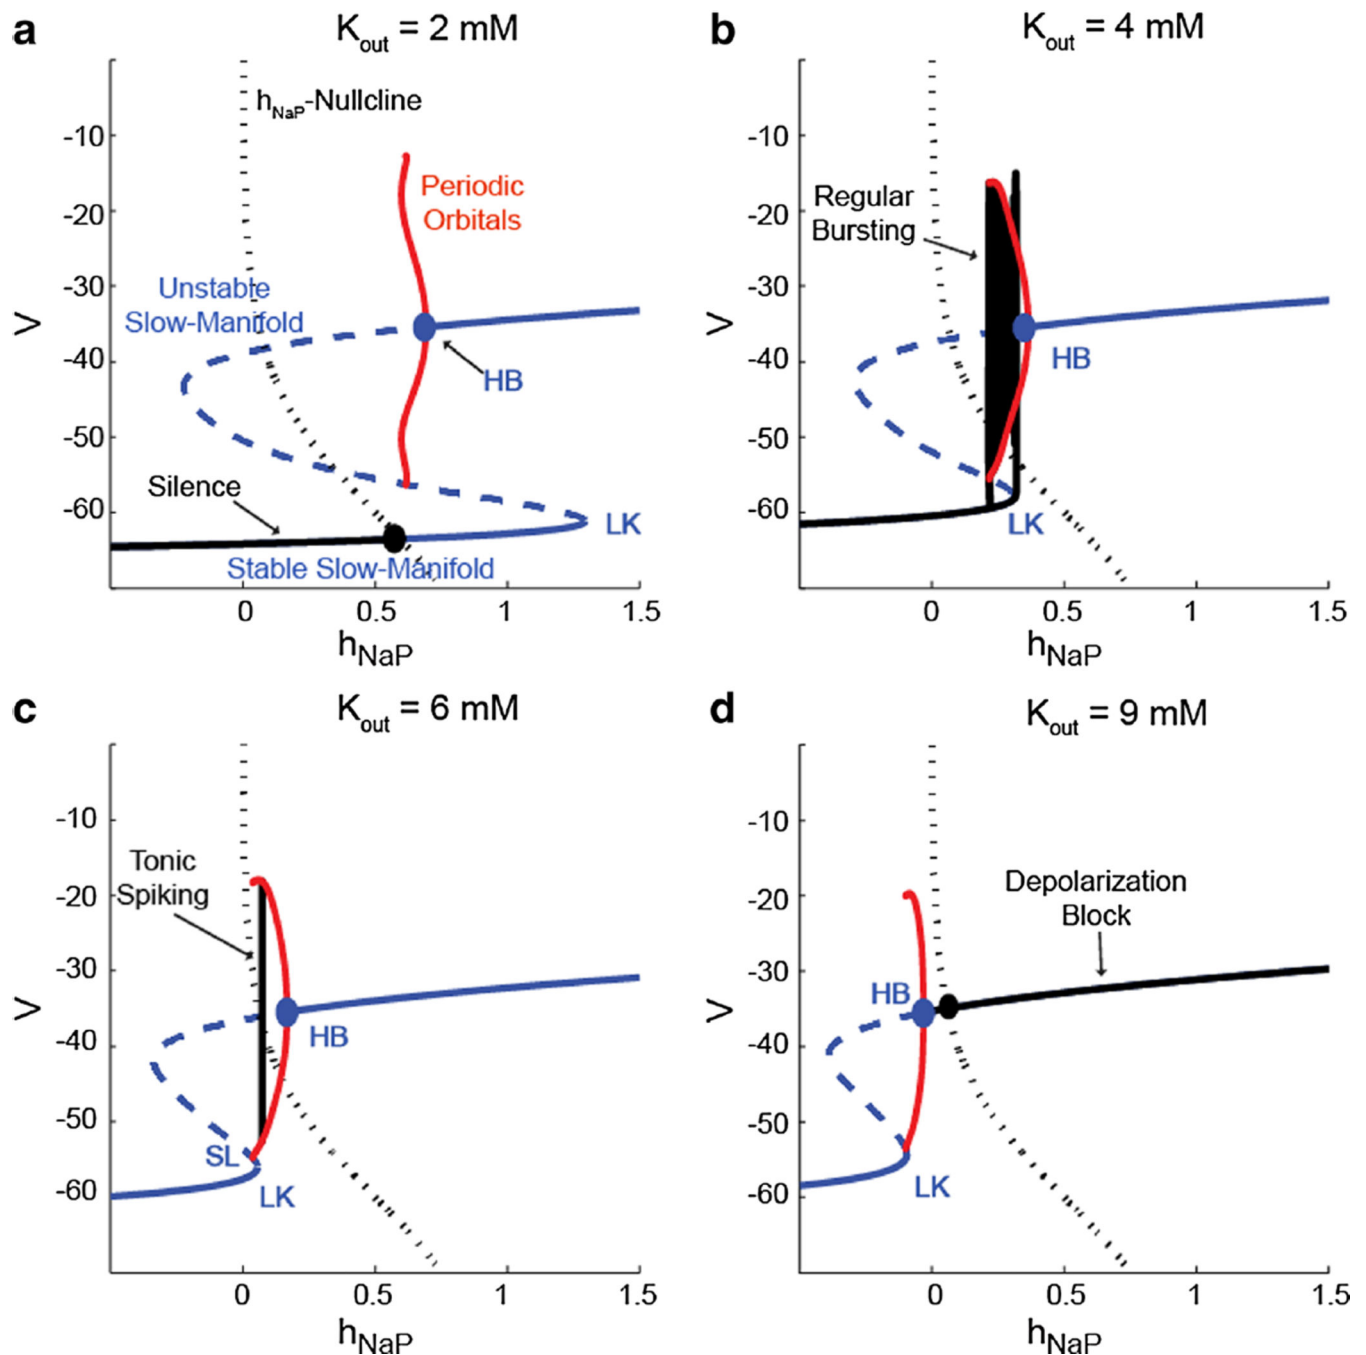 a
K_out = 2 mM
h_NaP-Nullcline
-10
-20
-30
-40
-50
-60
V
Periodic
Orbitals
Unstable
Slow-Manifold
HB
Silence
LK
Stable Slow-Manifold
0 0.5 1 1.5
h_NaP
b
K_out = 4 mM
-10
-20
-30
-40
-50
-60
V
Regular
Bursting
HB
LK
0 0.5 1 1.5
h_NaP
c
K_out = 6 mM
-10
-20
-30
-40
-50
-60
V
Tonic
Spiking
HB
SL
LK
0 0.5 1 1.5
h_NaP
d
K_out = 9 mM
-10
-20
-30
-40
-50
-60
V
Depolarization
Block
HB
LK
0 0.5 1 1.5
h_NaP